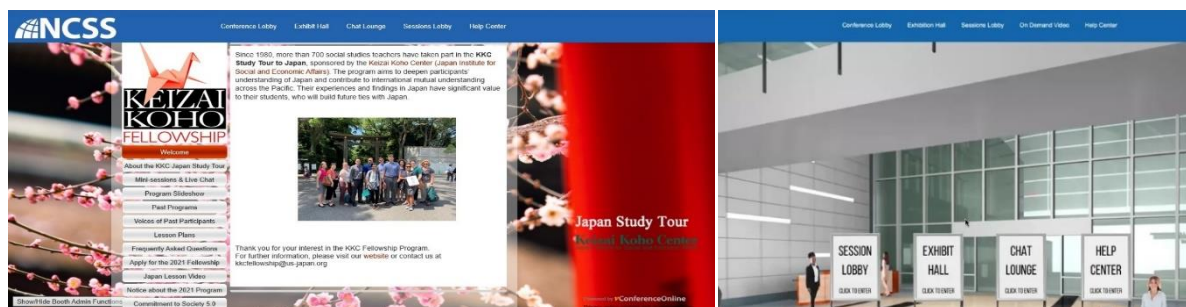 NCSS
Conference Lobby
Exhibit Hall
Chat Lounge
Sessions Lobby
Help Center
KEIZAI
KOHO
FELLOWSHIP
Welcome
About the KKC Japan Study Tour
Mini-sessions & Live Chat
Program Slideshow
Past Programs
Voices of Past Participants
Lesson Plans
Frequently Asked Questions
Apply for the 2021 Fellowship
Japan Lesson Video
Notice about the 2021 Program
Commitment to Society 5.0
Show/Hide Booth Admin Functions
Since 1980, more than 700 social studies teachers have taken part in the KKC
Study Tour to Japan, sponsored by the Keizai Koho Center (Japan Institute for
Social and Economic Affairs). The program aims to deepen participants'
understanding of Japan and contribute to international mutual understanding
across the Pacific. Their experiences and findings in Japan have significant value
to their students, who will build future ties with Japan.
Thank you for your interest in the KKC Fellowship Program.
For further information, please visit our website or contact us at
kkcfellowship@us-japan.org
Japan Study Tour
Keizai Koho Center
Powered by vConferenceOnline
Conference Lobby
Exhibition Hall
Sessions Lobby
On Demand Video
Help Center
SESSION
LOBBY
CLICK TO ENTER
EXHIBIT
HALL
CLICK TO ENTER
CHAT
LOUNGE
CLICK TO ENTER
HELP
CENTER
CLICK TO ENTER